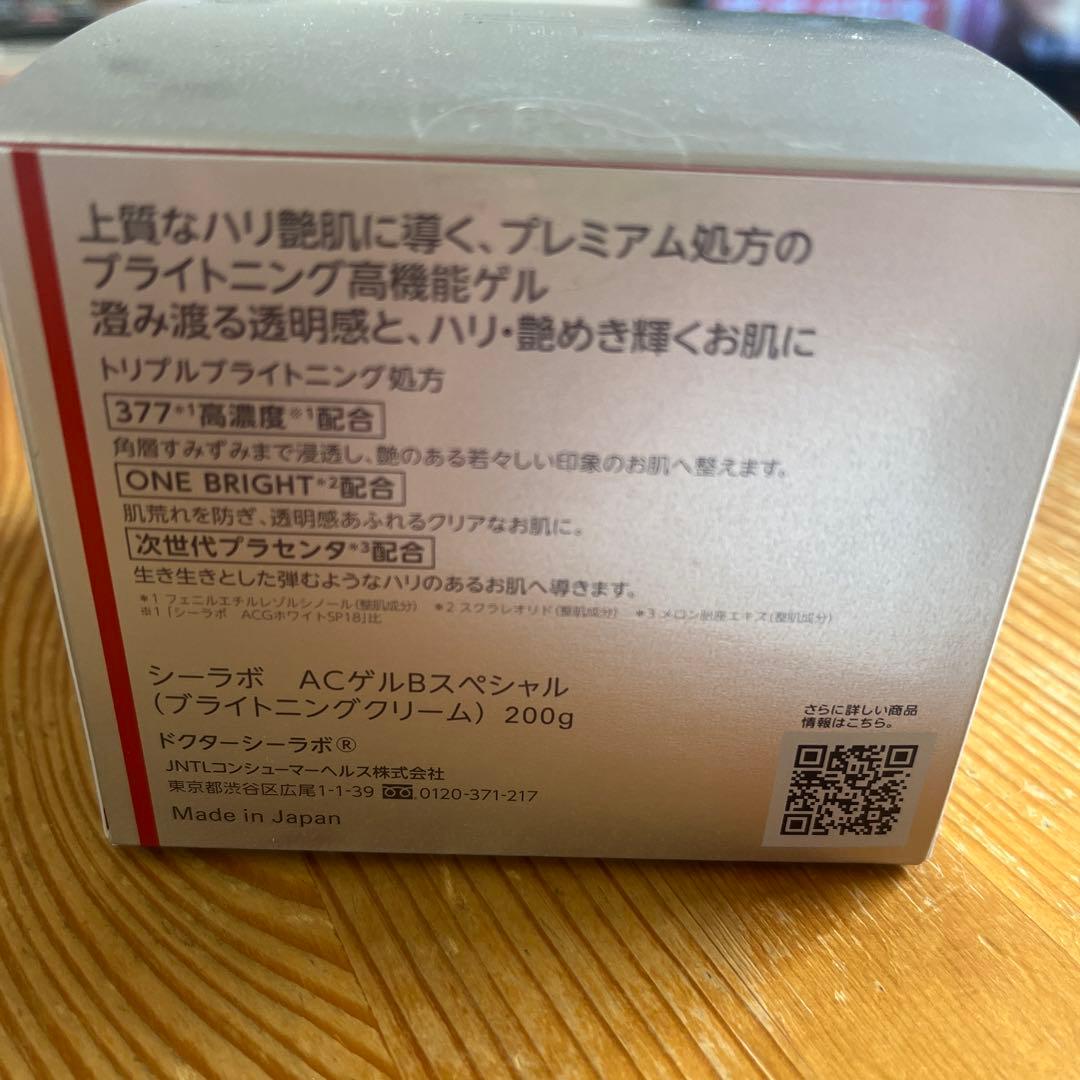 上質なハリ艶肌に導く、プレミアム処方の
ブライトニング高機能ゲル
澄み渡る透明感と、ハリ・艶めき輝くお肌に
トリプルブライトニング処方
377*1高濃度※1配合
角層すみずみまで浸透し、艶のある若々しい印象のお肌へ整えます。
ONE BRIGHT*2配合
肌荒れを防ぎ、透明感あふれるクリアなお肌に。
次世代プラセンタ*3配合
生き生きとした弾むようなハリのあるお肌へ導きます。
*1 フェニルエチルレゾルシノール(整肌成分) *2 スクラレオリド(整肌成分) *3 メロン胎座エキス(整肌成分)
※1「シーラボ ACGホワイトSP18」比
シーラボ ACゲルBスペシャル
(ブライトニングクリーム) 200g
ドクターシーラボ®
JNTLコンシューマーヘルス株式会社
東京都渋谷区広尾1-1-39 0120-371-217
Made in Japan
さらに詳しい商品
情報はこちら。